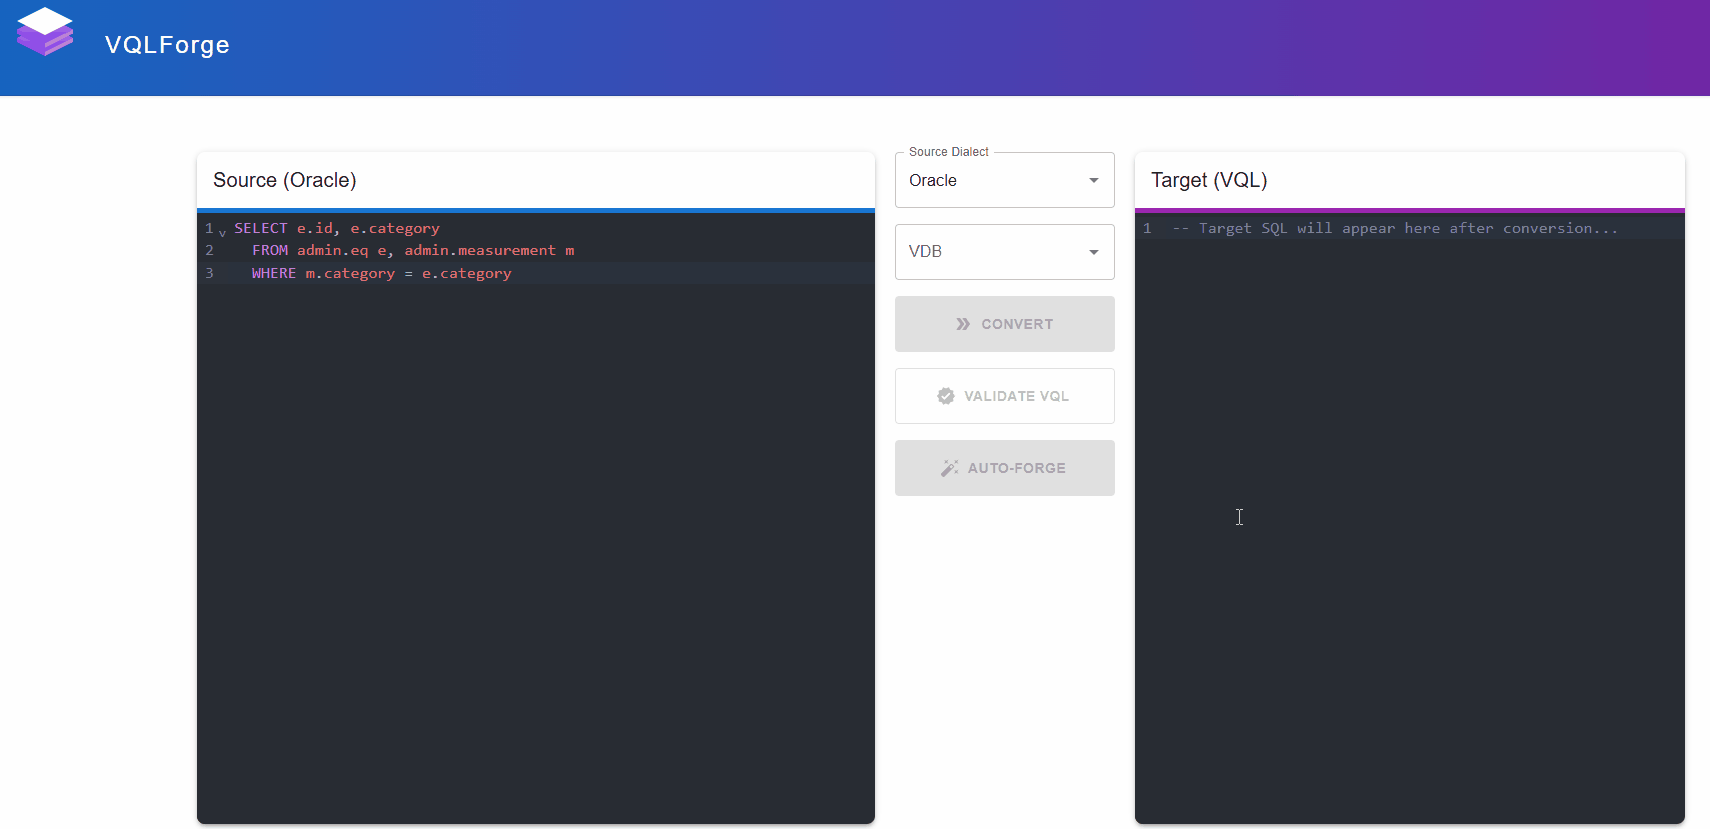 VQLForge
Source (Oracle)
1 SELECT e.id, e.category
2 FROM admin.eq e, admin.measurement m
3 WHERE m.category = e.category
Source Dialect
Oracle
VDB
CONVERT
VALIDATE VQL
AUTO-FORGE
Target (VQL)
1 -- Target SQL will appear here after conversion...